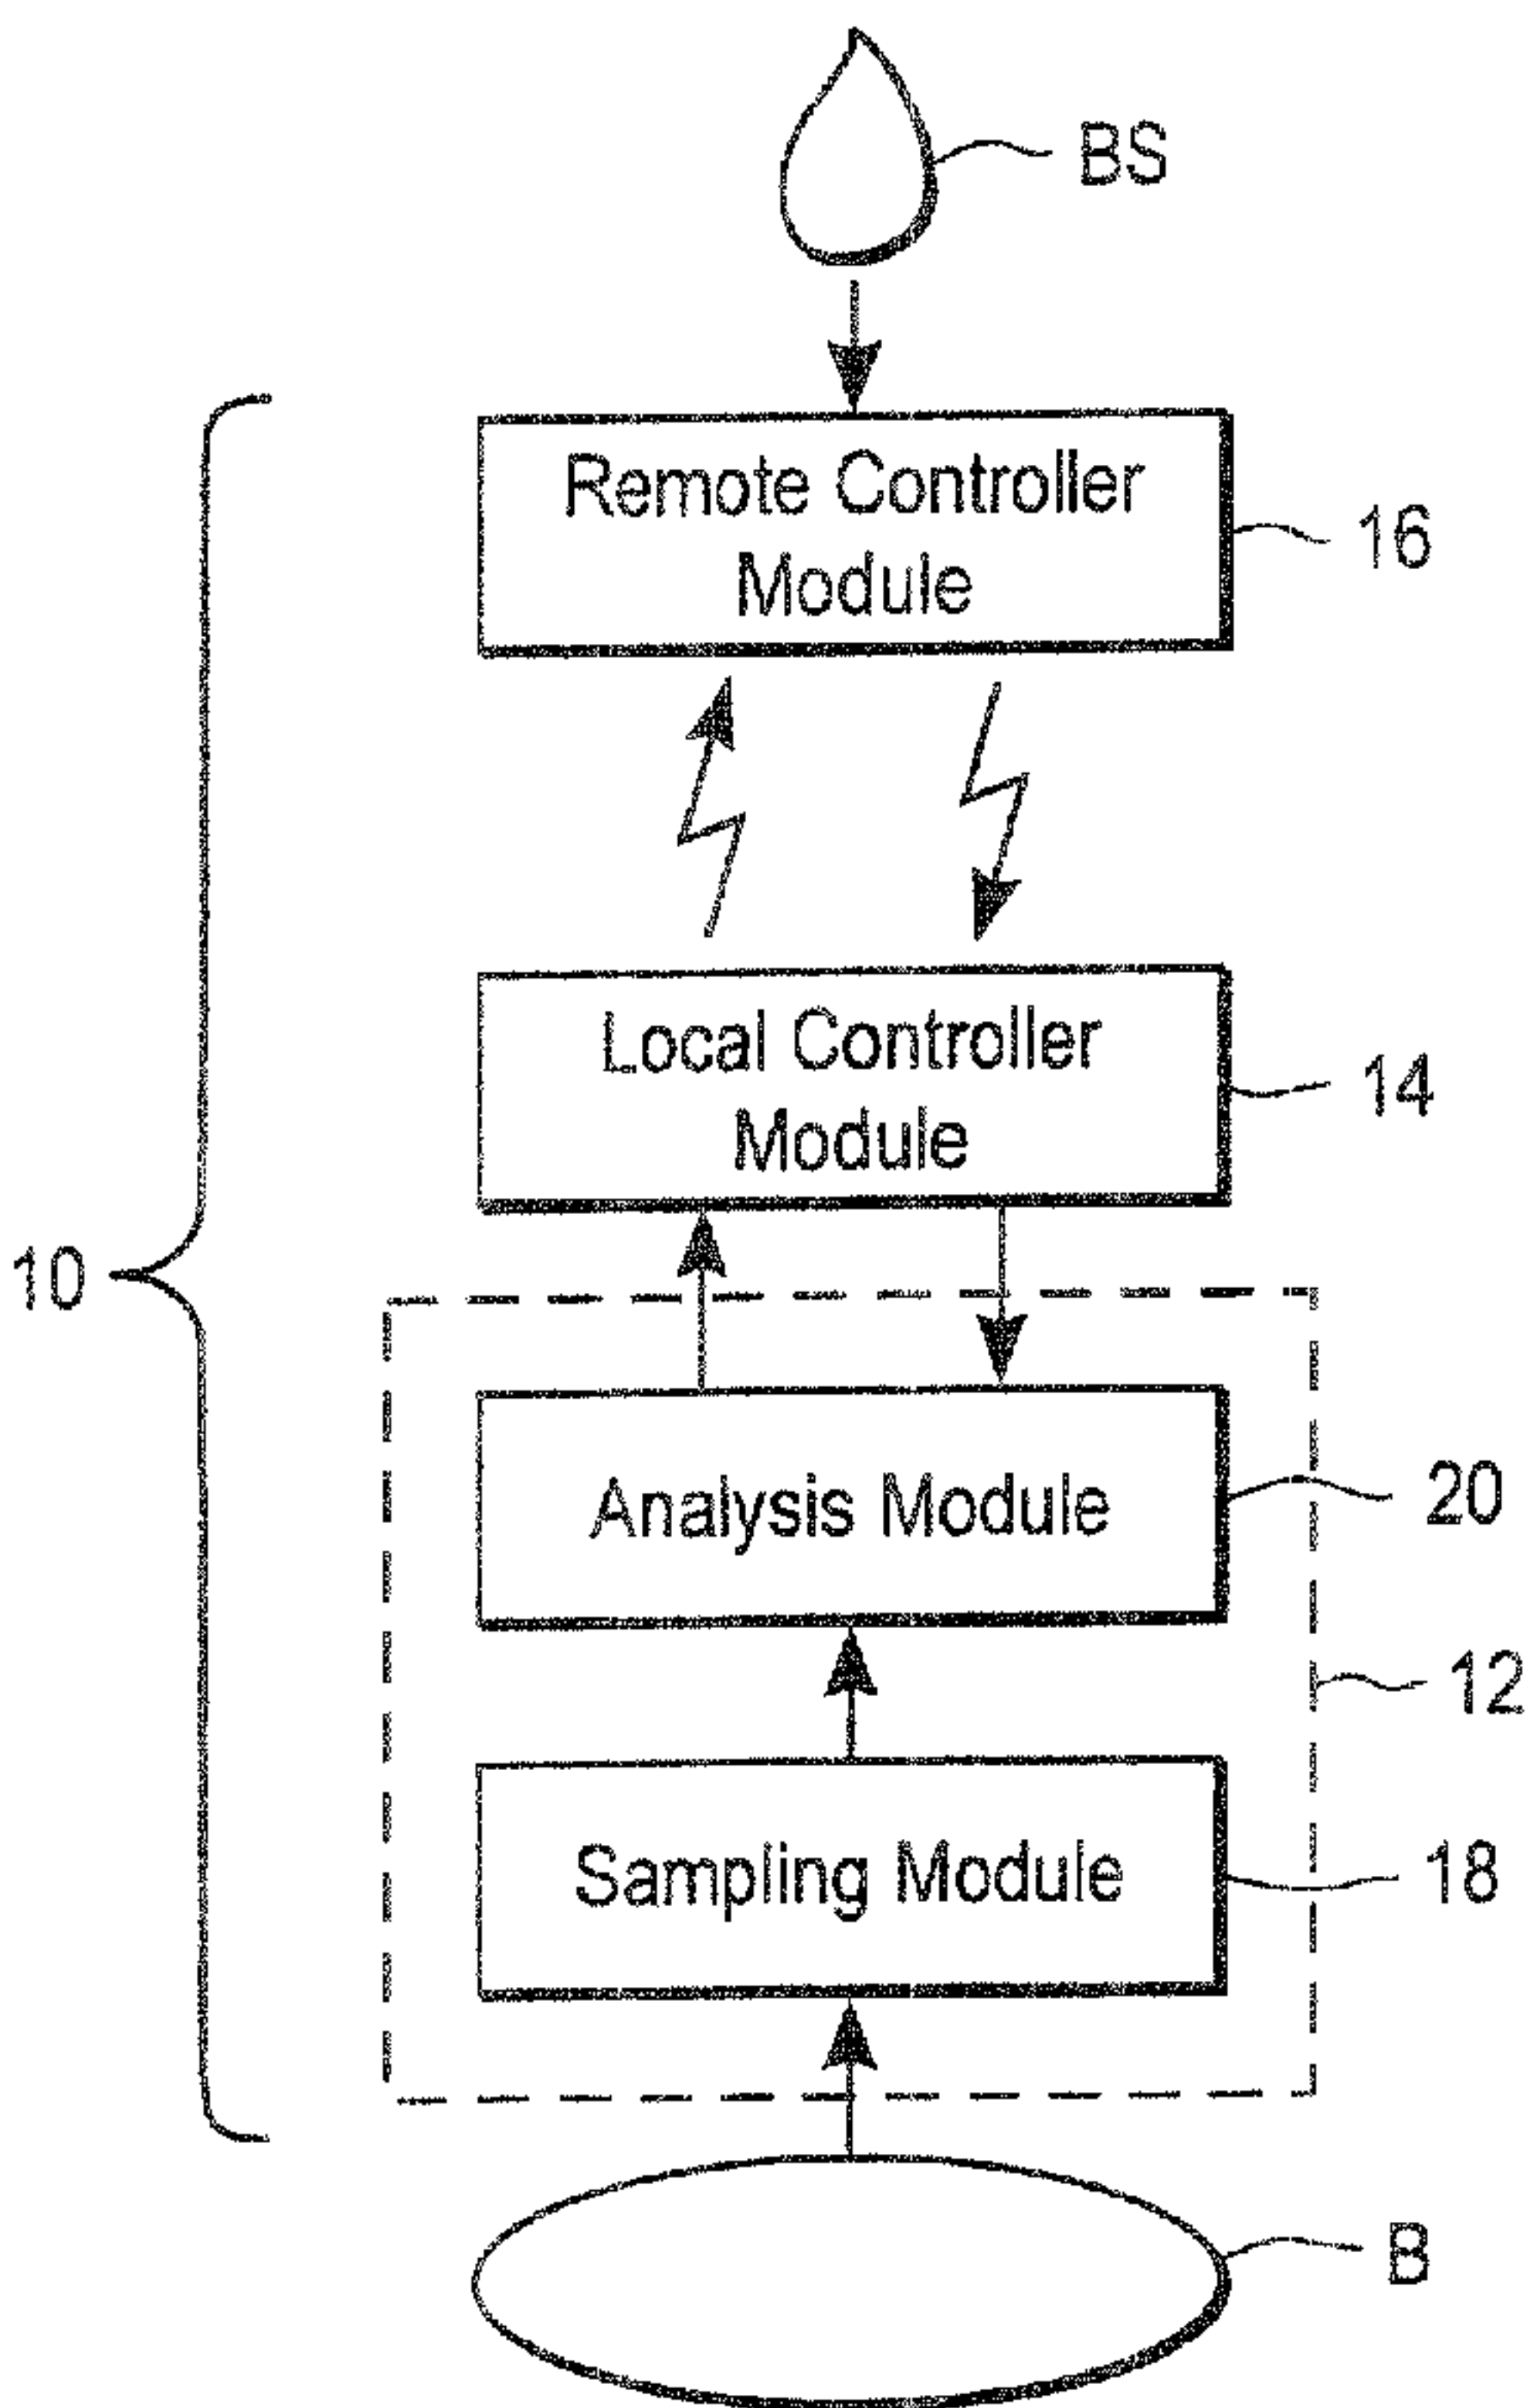 BS
Remote Controller
Module
16
Local Controller
Module
14
10
Analysis Module
20
12
Sampling Module
18
B